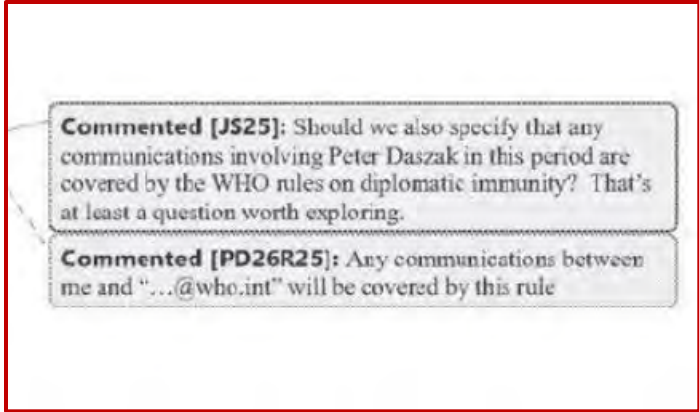 Commented [JS25]: Should we also specify that any
communications involving Peter Daszak in this period are
covered by the WHO rules on diplomatic immunity? That's
at least a question worth exploring.
Commented [PD26R25]: Any communications between
me and "…@who.int" will be covered by this rule